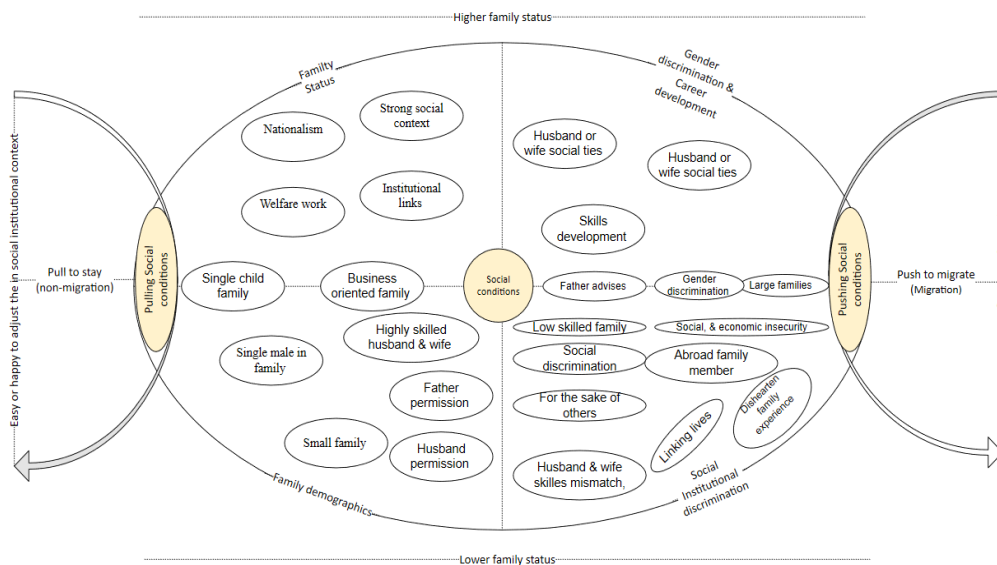 Higher family status
Familty
Status
Gender
discrimination &
Career
development
Nationalism
Strong social
context
Husband or
wife social ties
Husband or
wife social ties
Welfare work
Institutional
links
Skills
development
Easy or happy to adjust the in social institutional context
Pull to stay
(non-migration)
Pulling Social
conditions
Single child
family
Business
oriented family
Social
conditions
Father advises
Gender
discrimination
Large families
Pushing Social
conditions
Push to migrate
(Migration)
Highly skilled
husband & wife
Low skilled family
Social, & economic insecurity
Single male in
family
Social
discrimination
Abroad family
member
Father
permission
For the sake of
others
Dishearten
family
experience
Linking lives
Small family
Husband
permission
Husband & wife
skilles mismatch,
Social
Institutional
discrimination
Family demographics
Lower family status